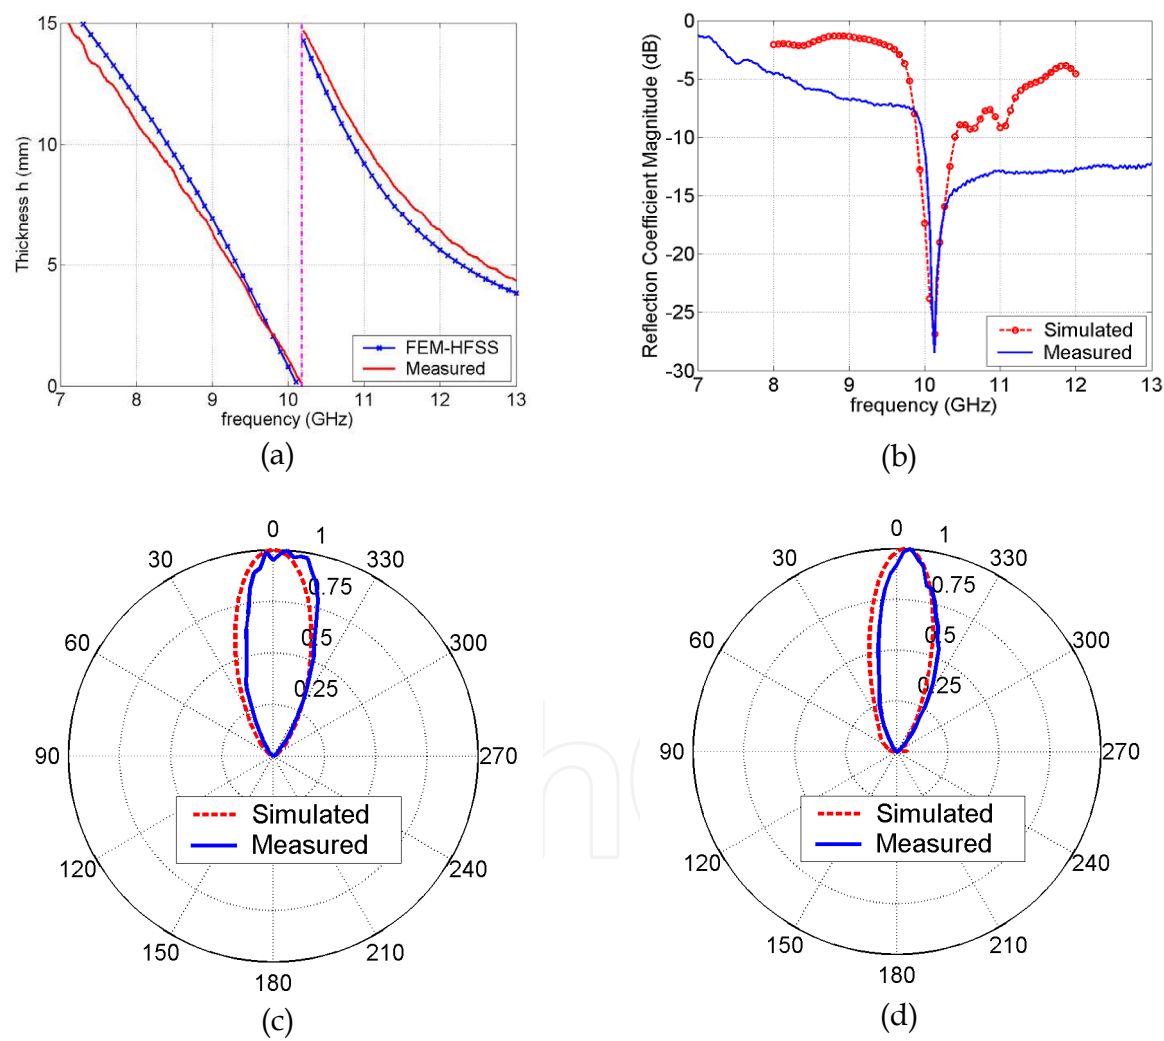 15
10
5
0
Thickness h (mm)
7 8 9 10 11 12 13
frequency (GHz)
FEM-HFSS
Measured
(a)
0
-5
-10
-15
-20
-25
-30
Reflection Coefficient Magnitude (dB)
7 8 9 10 11 12 13
frequency (GHz)
Simulated
Measured
(b)
0 1
30 330
0.75
60 300
0.5
0.25
90 270
Simulated
Measured
120 240
150 210
180
(c)
0 1
30 330
0.75
60 300
0.5
0.25
90 270
Simulated
Measured
120 240
150 210
180
(d)